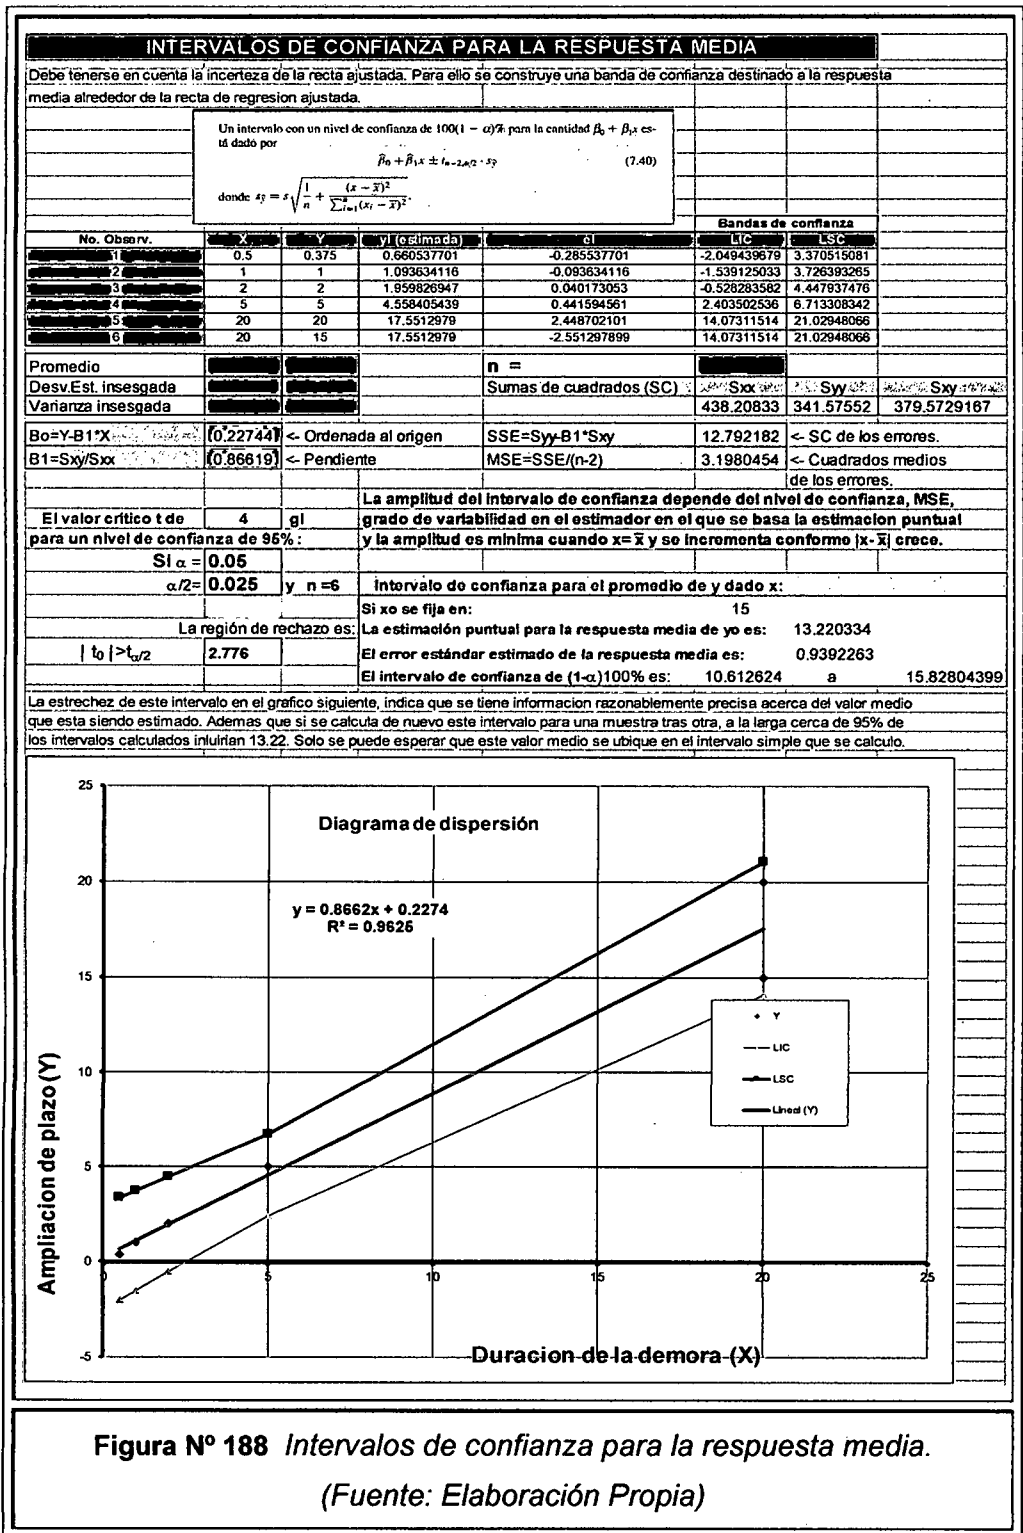 INTERVALOS DE CONFIANZA PARA LA RESPUESTA MEDIA
Debe tenerse en cuenta la incerteza de la recta ajustada. Para ello se construye una banda de confianza destinado a la respuesta
media alrededor de la recta de regresion ajustada.
Un intervalo con un nivel de confianza de 100(1 − α)% para la cantidad β₀ + β₁x es-
tá dado por
β̂₀ + β̂₁x ± tₙ₋₂,α/₂ · sŷ (7.40)
donde sŷ = s√(1/n + (x − x̄)²/∑ⁿᵢ₌₁(xᵢ − x̄)²).
Bandas de confianza
No. Observ. X Y yi (estimada) ei LIC LSC
1 0.5 0.375 0.660537701 -0.285537701 -2.049439679 3.370515081
2 1 1 1.093634116 -0.093634116 -1.539125033 3.726393265
3 2 2 1.959826947 0.040173053 -0.528283582 4.447937476
4 5 5 4.558405439 0.441594561 2.403502536 6.713308342
5 20 20 17.5512979 2.448702101 14.07311514 21.02948066
6 20 15 17.5512979 -2.551297899 14.07311514 21.02948066
Promedio n =
Desv.Est. insesgada Sumas de cuadrados (SC) Sxx Syy Sxy
Varianza insesgada 438.20833 341.57552 379.5729167
Bo=Y-B1*X (0.22744) <- Ordenada al origen SSE=Syy-B1*Sxy 12.792182 <- SC de los errores.
B1=Sxy/Sxx (0.86619) <- Pendiente MSE=SSE/(n-2) 3.1980454 <- Cuadrados medios
de los errores.
La amplitud del intervalo de confianza depende del nivel de confianza, MSE,
El valor critico t de 4 gl grado de variabilidad en el estimador en el que se basa la estimacion puntual
para un nivel de confianza de 95% : y la amplitud es minima cuando x=x̄ y se incrementa conforme |x-x̄| crece.
Si α = 0.05
α/2= 0.025 y n =6 Intervalo de confianza para el promedio de y dado x:
Si xo se fija en: 15
La región de rechazo es: La estimación puntual para la respuesta media de yo es: 13.220334
| t₀ |>tα/2 2.776 El error estándar estimado de la respuesta media es: 0.9392263
El intervalo de confianza de (1-α)100% es: 10.612624 a 15.82804399
La estrechez de este intervalo en el grafico siguiente, indica que se tiene informacion razonablemente precisa acerca del valor medio
que esta siendo estimado. Ademas que si se calcula de nuevo este intervalo para una muestra tras otra, a la larga cerca de 95% de
los intervalos calculados inluirian 13.22. Solo se puede esperar que este valor medio se ubique en el intervalo simple que se calculo.
Diagrama de dispersión
y = 0.8662x + 0.2274
R² = 0.9625
25
20
15
10
5
0
-5
0 5 10 15 20 25
Y
LIC
LSC
Lineal (Y)
Ampliacion de plazo (Y)
Duracion de la demora (X)
Figura Nº 188 Intervalos de confianza para la respuesta media.
(Fuente: Elaboración Propia)